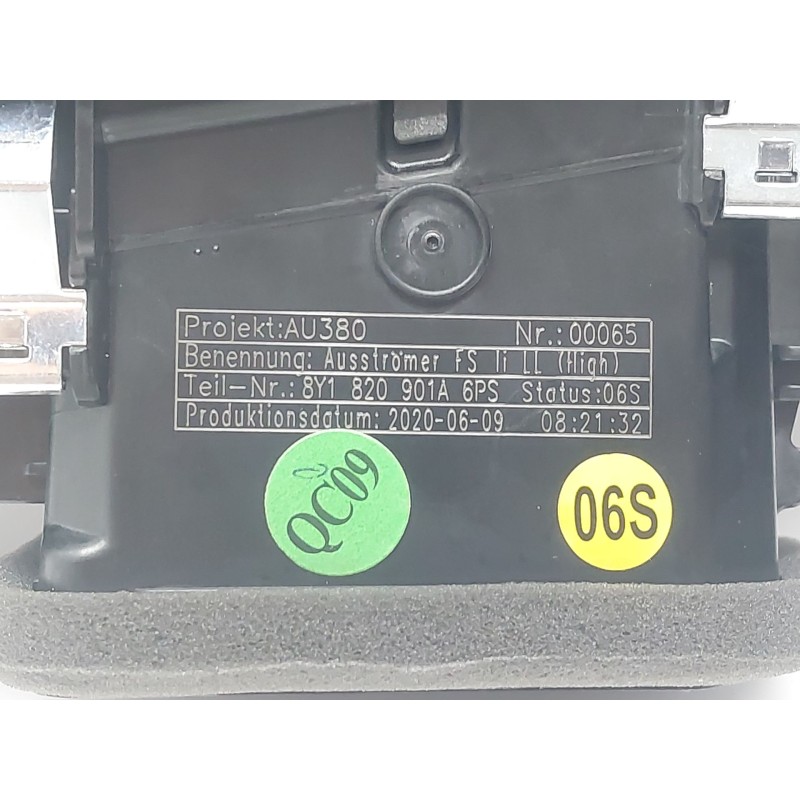 Projekt:AU380 Nr.:00065
Benennung: Ausströmer FS li LL (High)
Teil-Nr.:8Y1 820 901A 6PS Status:06S
Produktionsdatum: 2020-06-09 08:21:32
QC09
06S